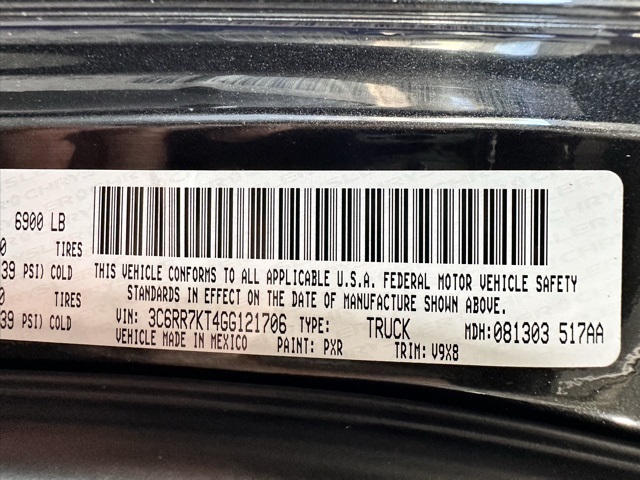 6900 LB
0 TIRES
39 PSI) COLD
0 TIRES
39 PSI) COLD
THIS VEHICLE CONFORMS TO ALL APPLICABLE U.S.A. FEDERAL MOTOR VEHICLE SAFETY
STANDARDS IN EFFECT ON THE DATE OF MANUFACTURE SHOWN ABOVE.
VIN: 3C6RR7KT4GG121706 TYPE: TRUCK MDH:081303 517AA
VEHICLE MADE IN MEXICO PAINT: PXR TRIM: V9X8